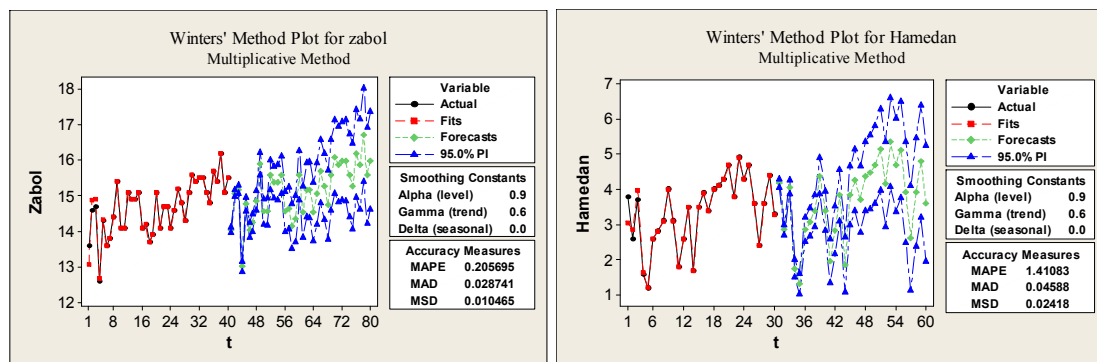 Winters' Method Plot for zabol
Multiplicative Method
Zabol
18
17
16
15
14
13
12
1 8 16 24 32 40 48 56 64 72 80
t
Variable
Actual
Fits
Forecasts
95.0% PI
Smoothing Constants
Alpha (level) 0.9
Gamma (trend) 0.6
Delta (seasonal) 0.0
Accuracy Measures
MAPE 0.205695
MAD 0.028741
MSD 0.010465
Winters' Method Plot for Hamedan
Multiplicative Method
Hamedan
7
6
5
4
3
2
1
1 6 12 18 24 30 36 42 48 54 60
t
Variable
Actual
Fits
Forecasts
95.0% PI
Smoothing Constants
Alpha (level) 0.9
Gamma (trend) 0.6
Delta (seasonal) 0.0
Accuracy Measures
MAPE 1.41083
MAD 0.04588
MSD 0.02418